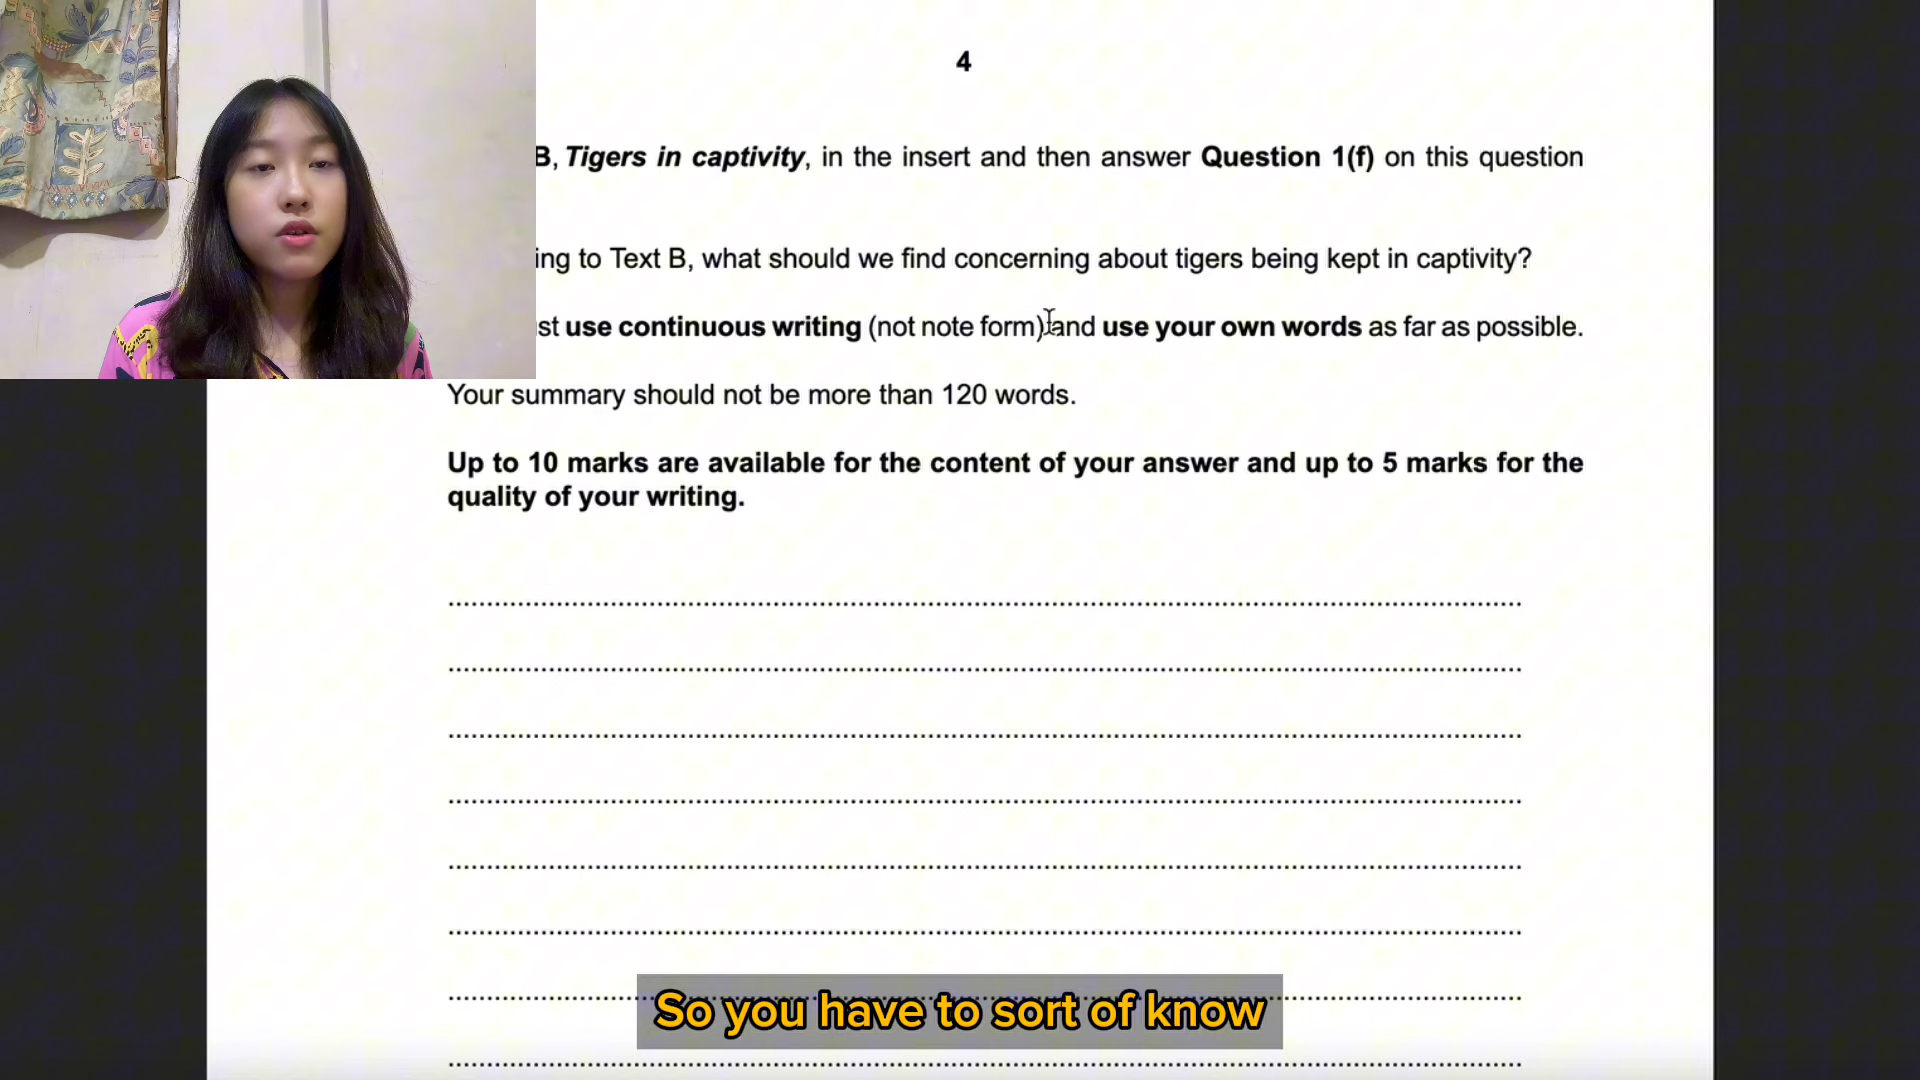 4
B, Tigers in captivity, in the insert and then answer Question 1(f) on this question
ing to Text B, what should we find concerning about tigers being kept in captivity?
st use continuous writing (not note form) and use your own words as far as possible.
Your summary should not be more than 120 words.
Up to 10 marks are available for the content of your answer and up to 5 marks for the
quality of your writing.
So you have to sort of know